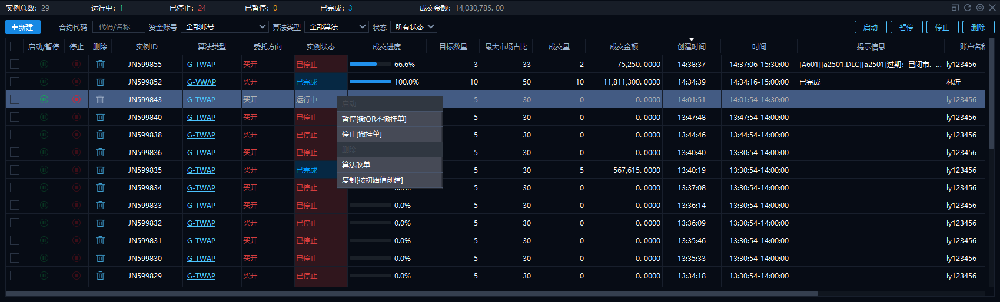 实例总数：29 运行中：1 已停止：24 已暂停：0 已完成：3 成交金额：14,030,785.00
+新建 合约代码 代码/名称 资金账号 全部账号 算法类型 全部算法 状态 所有状态 启动 暂停 停止 删除
启动/暂停 停止 删除 实例ID 算法类型 委托方向 实例状态 成交进度 目标数量 最大市场占比 成交量 成交金额 创建时间 时间 提示信息 账户名称
JN599855 G-TWAP 买开 已停止 66.6% 3 33 2 75,250.0000 14:38:37 14:37:06-15:30:00 [A601][a2501.DLC][a2501]过期：已闭市. ... ly123456
JN599852 G-VWAP 买开 已完成 100.0% 10 50 10 11,811,300.0000 14:34:39 14:34:16-15:00:00 已完成 林沂
JN599843 G-TWAP 买开 运行中 5 30 0 0.0000 14:01:51 14:01:54-14:30:00 ly123456
启动
暂停[撤OR不撤挂单]
停止[撤挂单]
删除
算法改单
复制[按初始值创建]
JN599840 G-TWAP 买开 已停止 5 30 0 0.0000 13:47:48 13:47:54-14:00:00 ly123456
JN599838 G-TWAP 买开 已停止 5 30 0 0.0000 13:44:46 13:44:54-14:00:00 ly123456
JN599836 G-TWAP 买开 已停止 5 30 0 0.0000 13:40:40 13:30:54-14:00:00 ly123456
JN599835 G-TWAP 买开 已完成 5 30 5 567,615.0000 13:40:19 13:30:54-14:00:00 ly123456
JN599834 G-TWAP 买开 已停止 0.0% 5 30 0 0.0000 13:37:08 13:30:54-14:00:00 ly123456
JN599833 G-TWAP 买开 已停止 0.0% 5 30 0 0.0000 13:36:14 13:30:54-14:00:00 ly123456
JN599832 G-TWAP 买开 已停止 0.0% 5 30 0 0.0000 13:36:09 13:30:54-14:00:00 ly123456
JN599831 G-TWAP 买开 已停止 0.0% 5 30 0 0.0000 13:35:46 13:30:54-14:00:00 ly123456
JN599830 G-TWAP 买开 已停止 0.0% 5 30 0 0.0000 13:35:33 13:30:54-14:00:00 ly123456
JN599829 G-TWAP 买开 已停止 0.0% 5 30 0 0.0000 13:34:18 13:30:54-14:00:00 ly123456